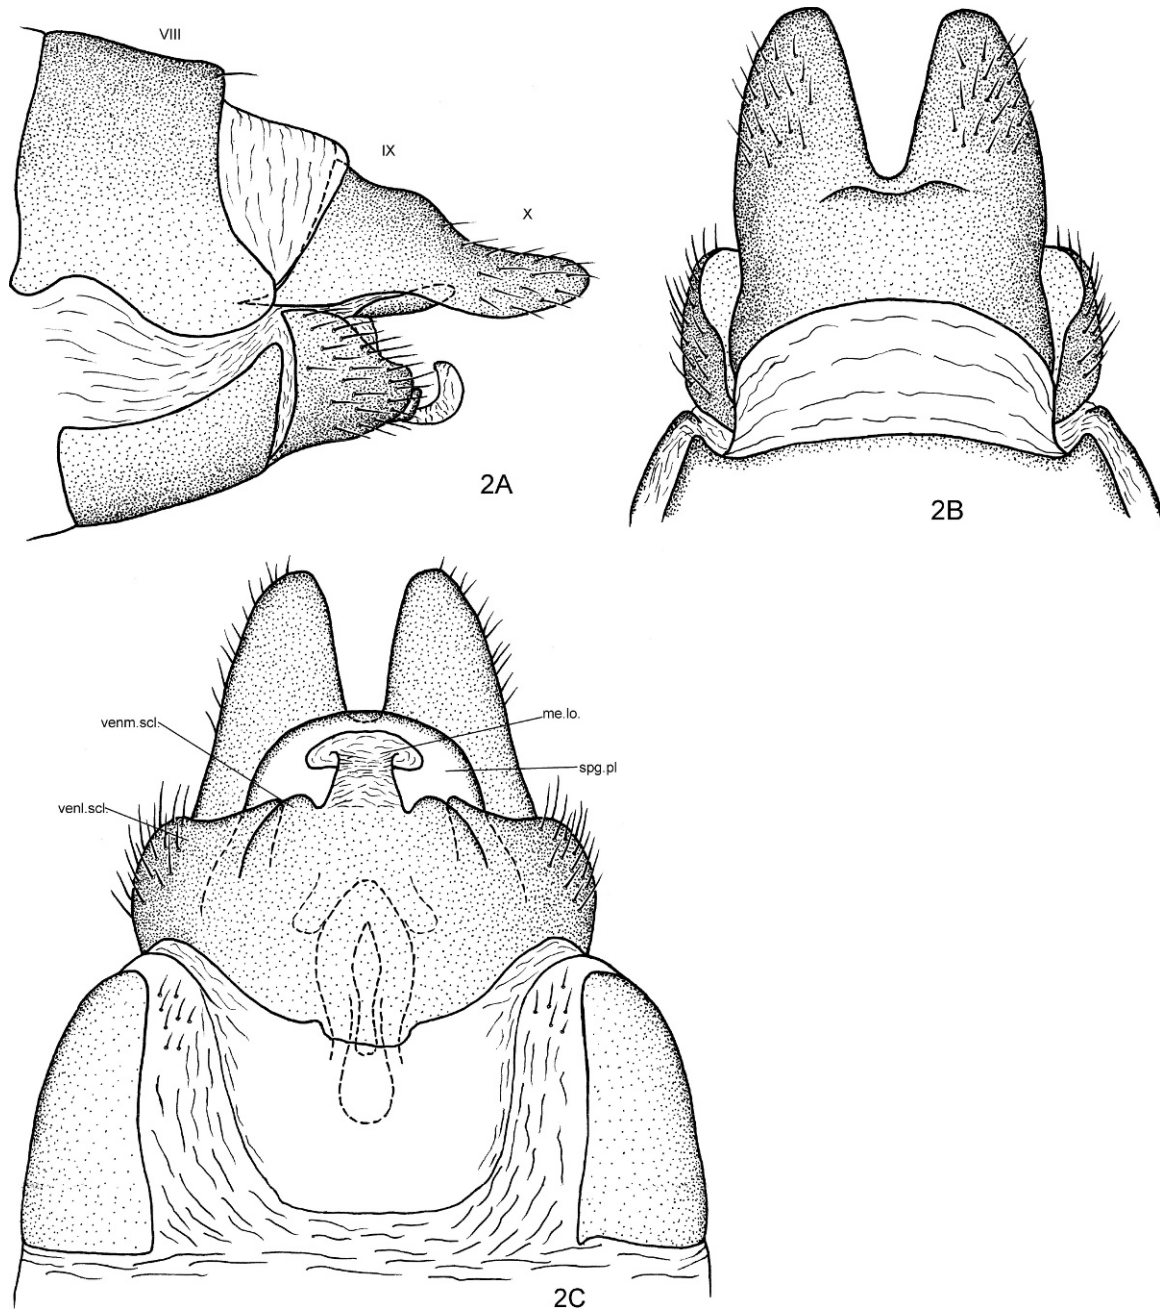 VIII
IX
X
2A
2B
venm.scl.
me.lo.
spg.pl
venl.scl.
2C